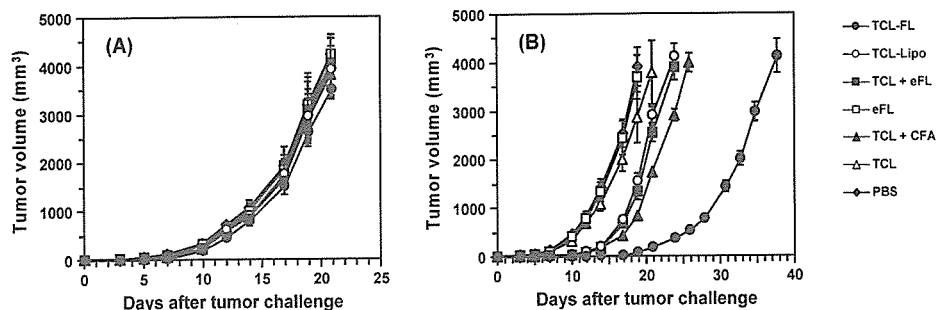 (A)
Tumor volume (mm³)
5000
4000
3000
2000
1000
0
0 5 10 15 20 25
Days after tumor challenge
(B)
Tumor volume (mm³)
5000
4000
3000
2000
1000
0
0 10 20 30 40
Days after tumor challenge
TCL-FL
TCL-Lipo
TCL + eFL
eFL
TCL + CFA
TCL
PBS